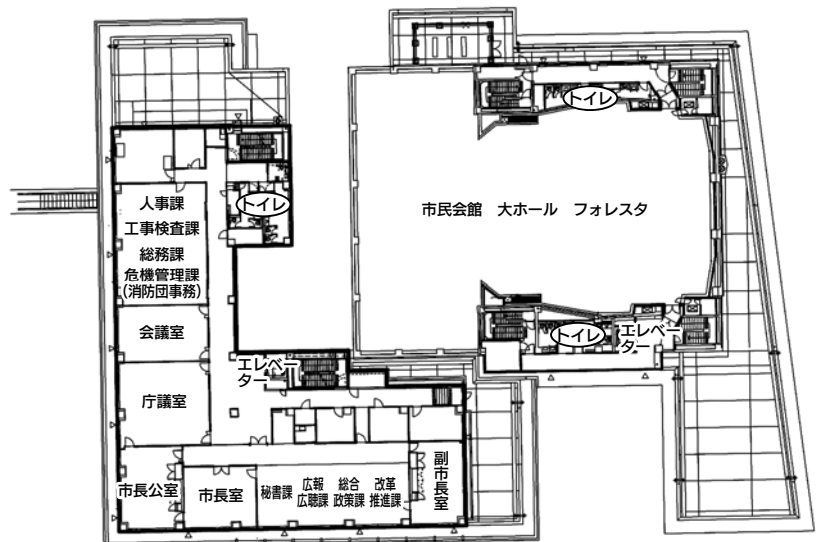 トイレ
人事課
工事検査課
総務課
危機管理課
(消防団事務)
トイレ
市民会館 大ホール フォレスタ
会議室
エレベー
ター
トイレ
エレベー
ター
庁議室
市長公室
市長室
秘書課
広報
広聴課
総合
政策課
改革
推進課
副市長室